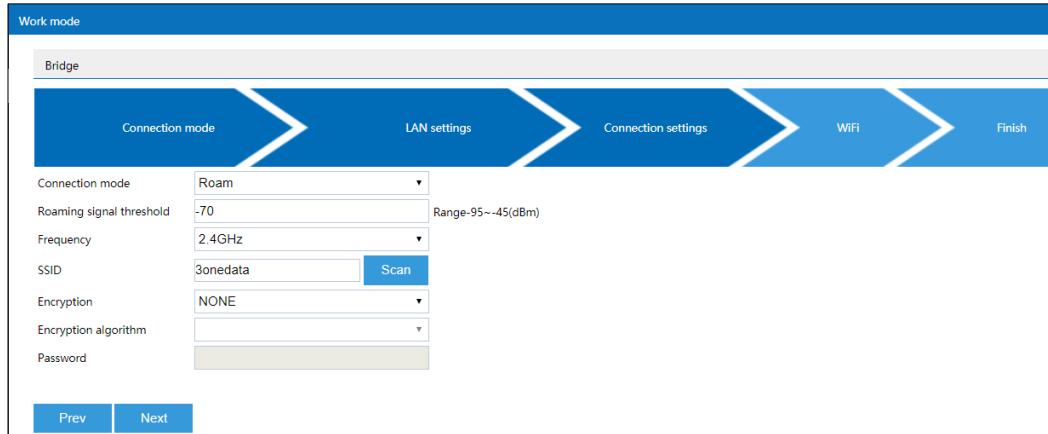 Work mode
Bridge
Connection mode LAN settings Connection settings WiFi Finish
Connection mode Roam
Roaming signal threshold -70 Range-95~-45(dBm)
Frequency 2.4GHz
SSID 3onedata Scan
Encryption NONE
Encryption algorithm
Password
Prev Next